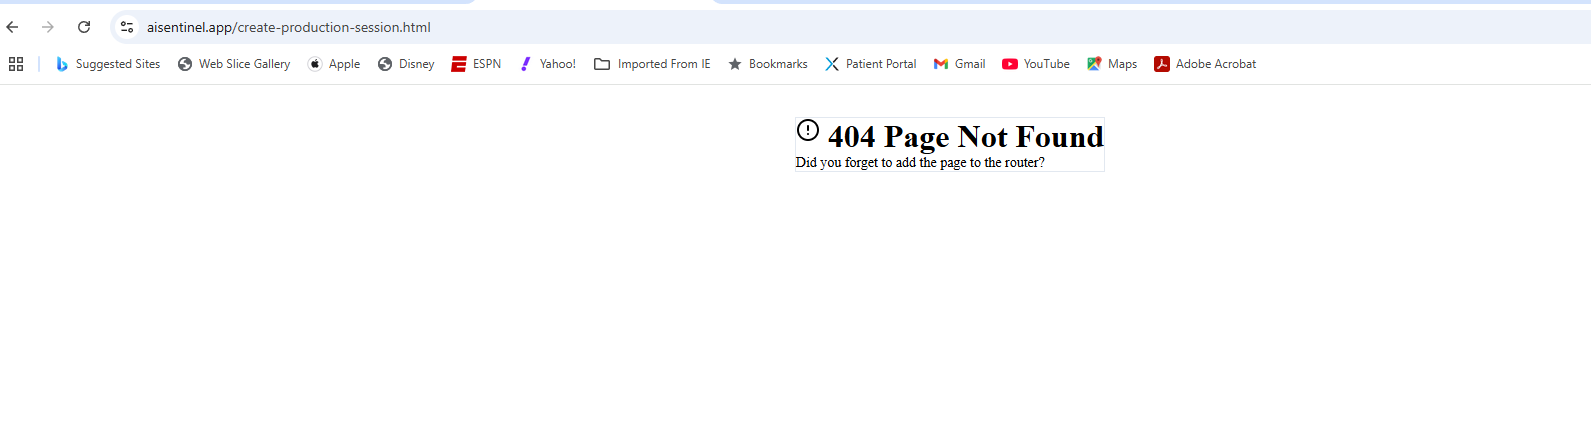 aisentinel.app/create-production-session.html
Suggested Sites Web Slice Gallery Apple Disney ESPN Yahoo! Imported From IE Bookmarks Patient Portal Gmail YouTube Maps Adobe Acrobat
404 Page Not Found
Did you forget to add the page to the router?